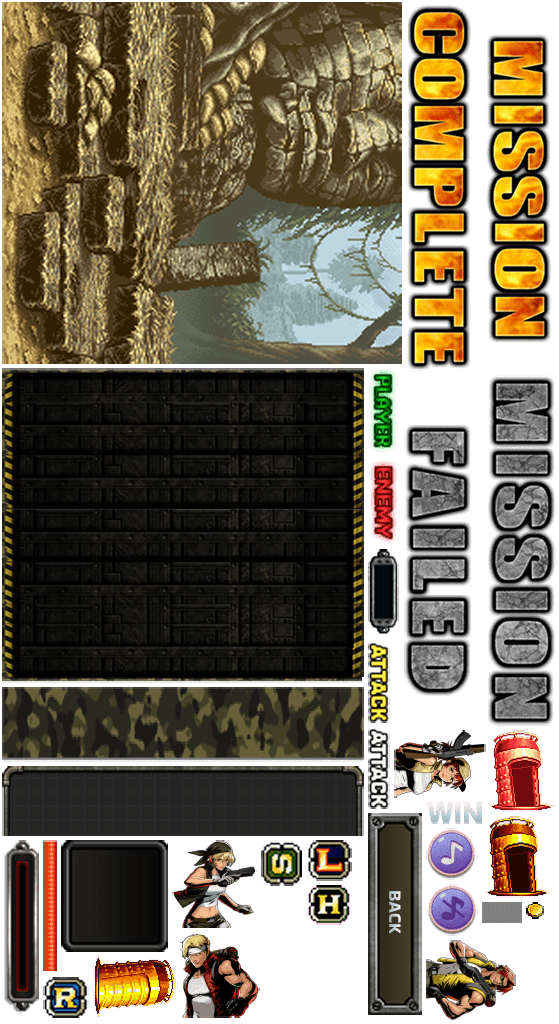 MISSION
COMPLETE
MISSION
FAILED
PLAYER
ENEMY
ATTACK
ATTACK
WIN
BACK
S
L
H
R